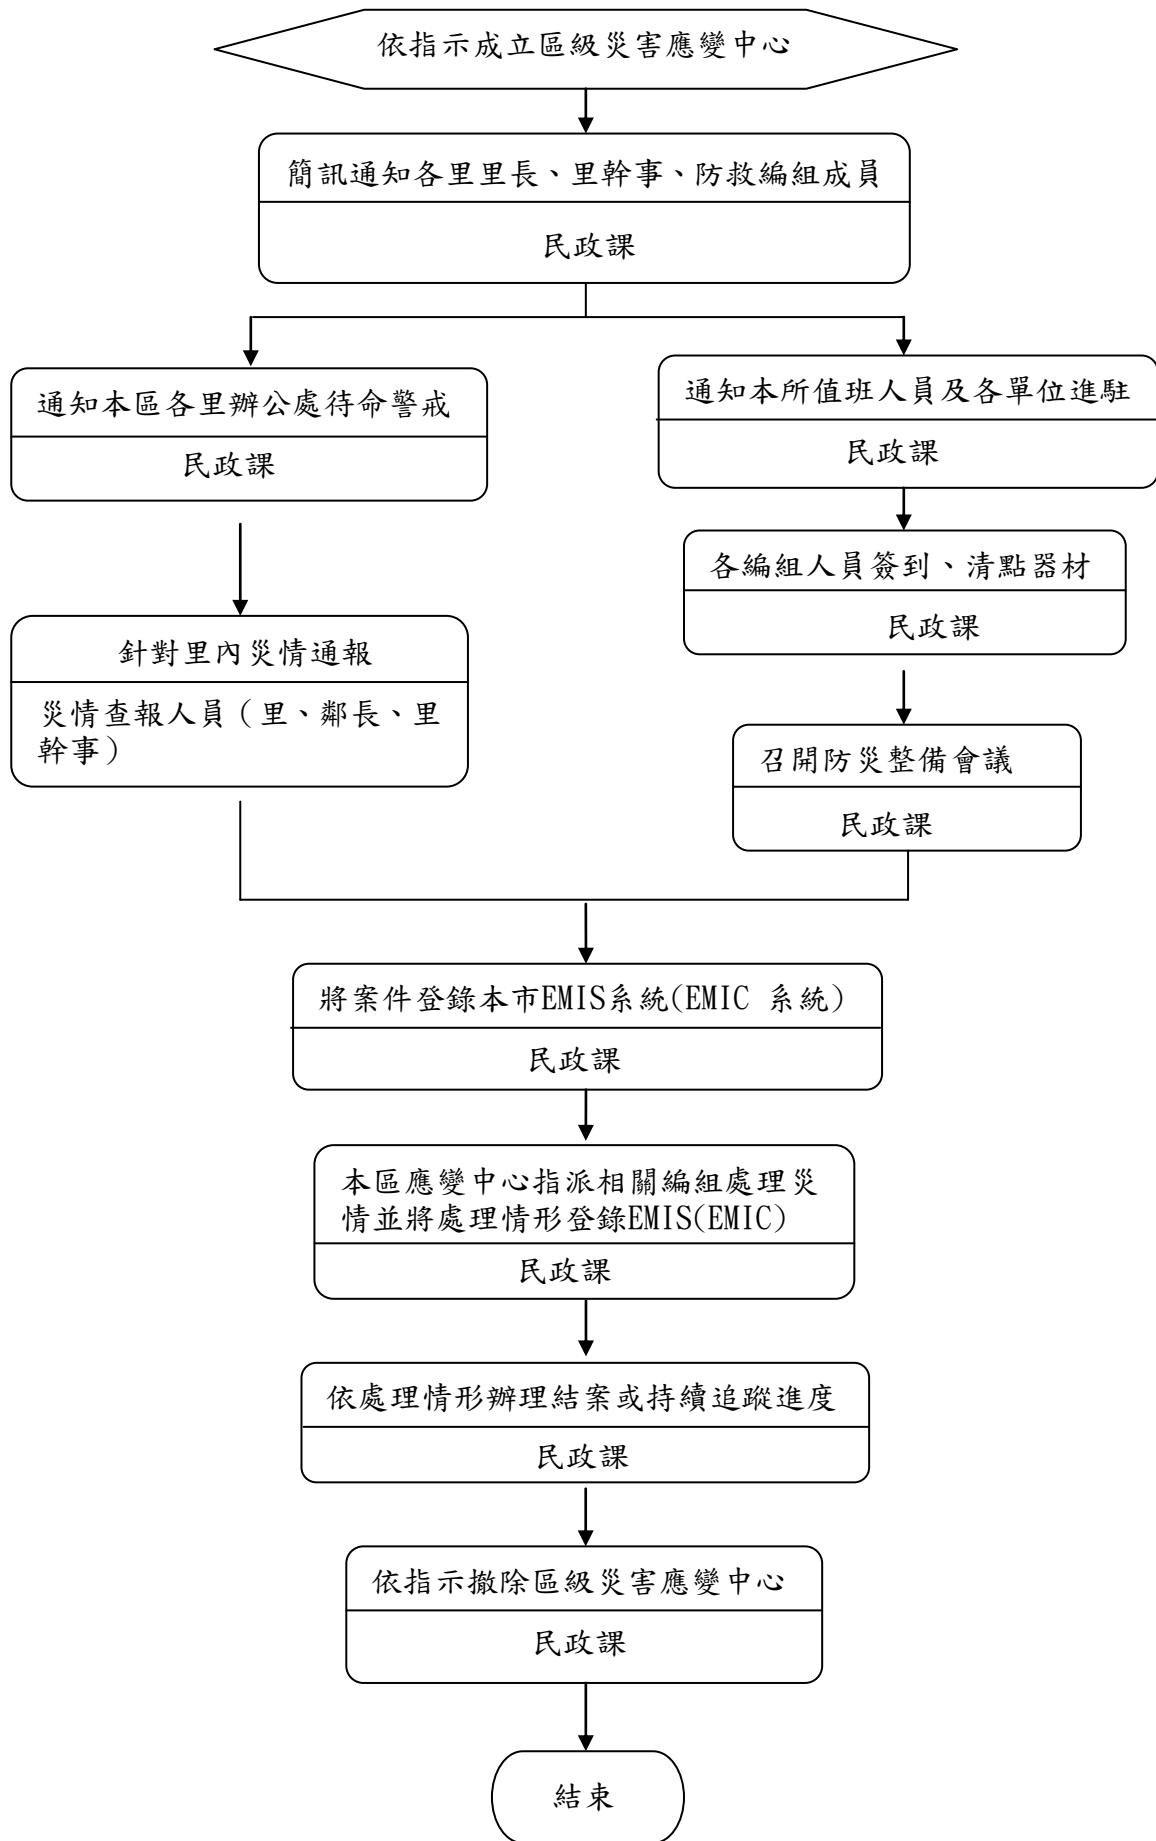 依指示成立區級災害應變中心
簡訊通知各里里長、里幹事、防救編組成員
民政課
通知本區各里辦公處待命警戒
民政課
通知本所值班人員及各單位進駐
民政課
各編組人員簽到、清點器材
民政課
針對里內災情通報
災情查報人員（里、鄰長、里
幹事）
召開防災整備會議
民政課
將案件登錄本市EMIS系統(EMIC 系統)
民政課
本區應變中心指派相關編組處理災
情並將處理情形登錄EMIS(EMIC)
民政課
依處理情形辦理結案或持續追蹤進度
民政課
依指示撤除區級災害應變中心
民政課
結束